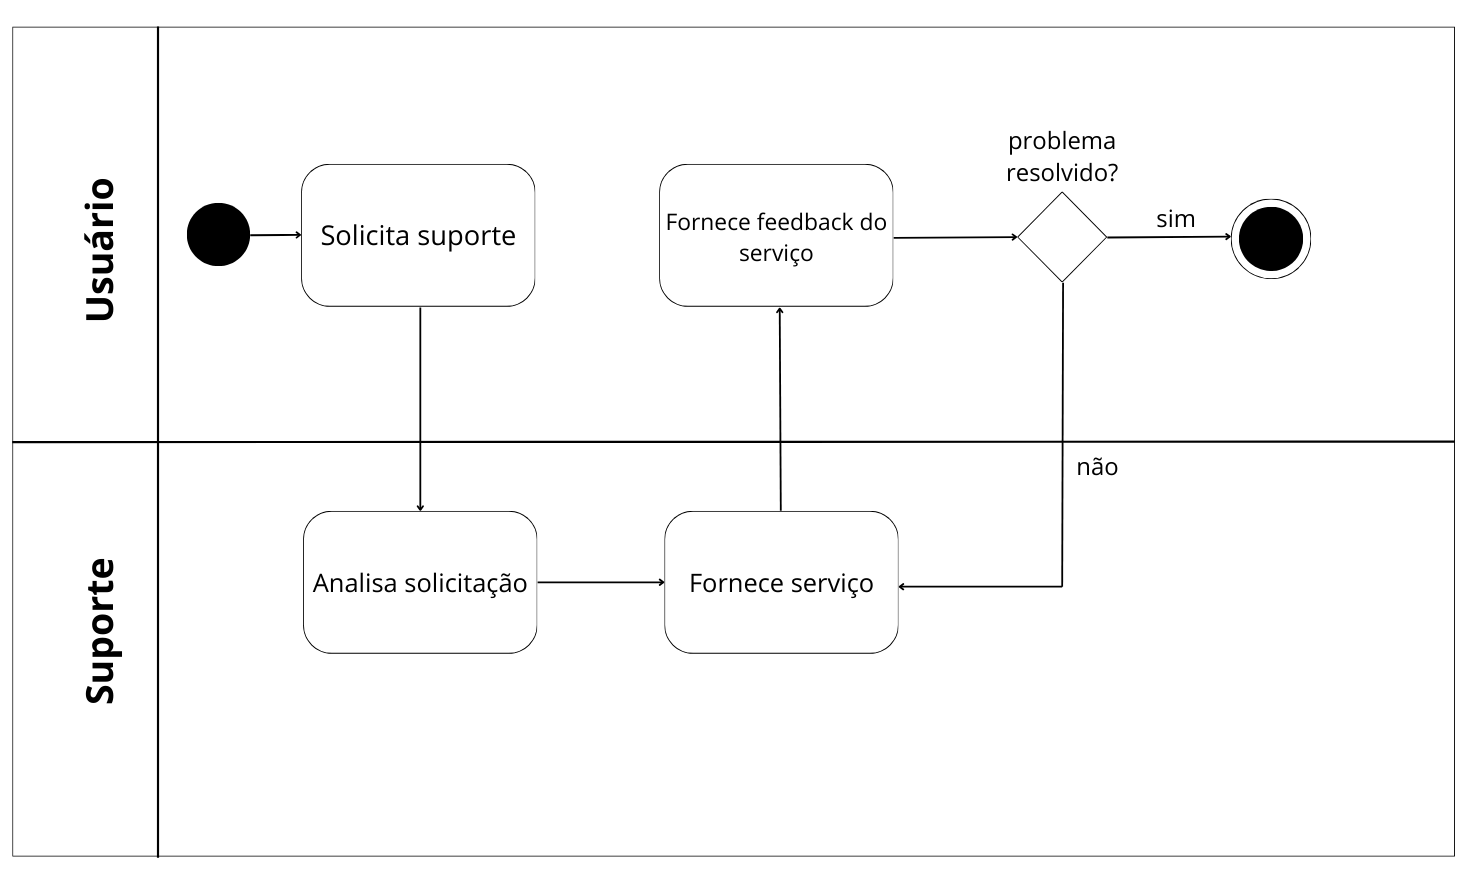 Usuário
Solicita suporte
Fornece feedback do
serviço
problema
resolvido?
sim
não
Suporte
Analisa solicitação
Fornece serviço